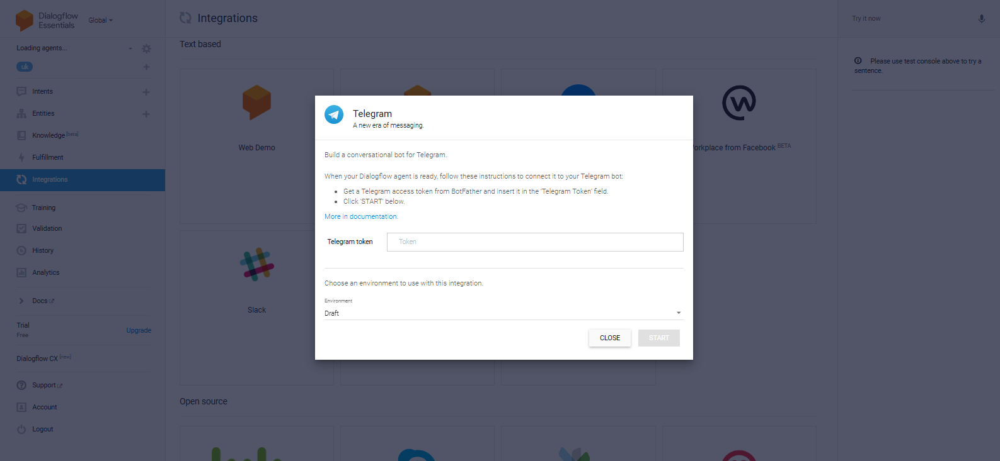 Dialogflow
Essentials
Global
Integrations
Try it now
Loading agents...
uk
Intents
Entities
Knowledge [beta]
Fulfillment
Integrations
Training
Validation
History
Analytics
Docs
Trial
Free
Upgrade
Dialogflow CX [new]
Support
Account
Logout
Text based
Web Demo
orkplace from Facebook BETA
Slack
Open source
Telegram
A new era of messaging.
Build a conversational bot for Telegram.
When your Dialogflow agent is ready, follow these instructions to connect it to your Telegram bot:
• Get a Telegram access token from BotFather and insert it in the 'Telegram Token' field.
• Click 'START' below.
More in documentation.
Telegram token
Token
Choose an environment to use with this integration.
Environment
Draft
CLOSE
START
Please use test console above to try a
sentence.